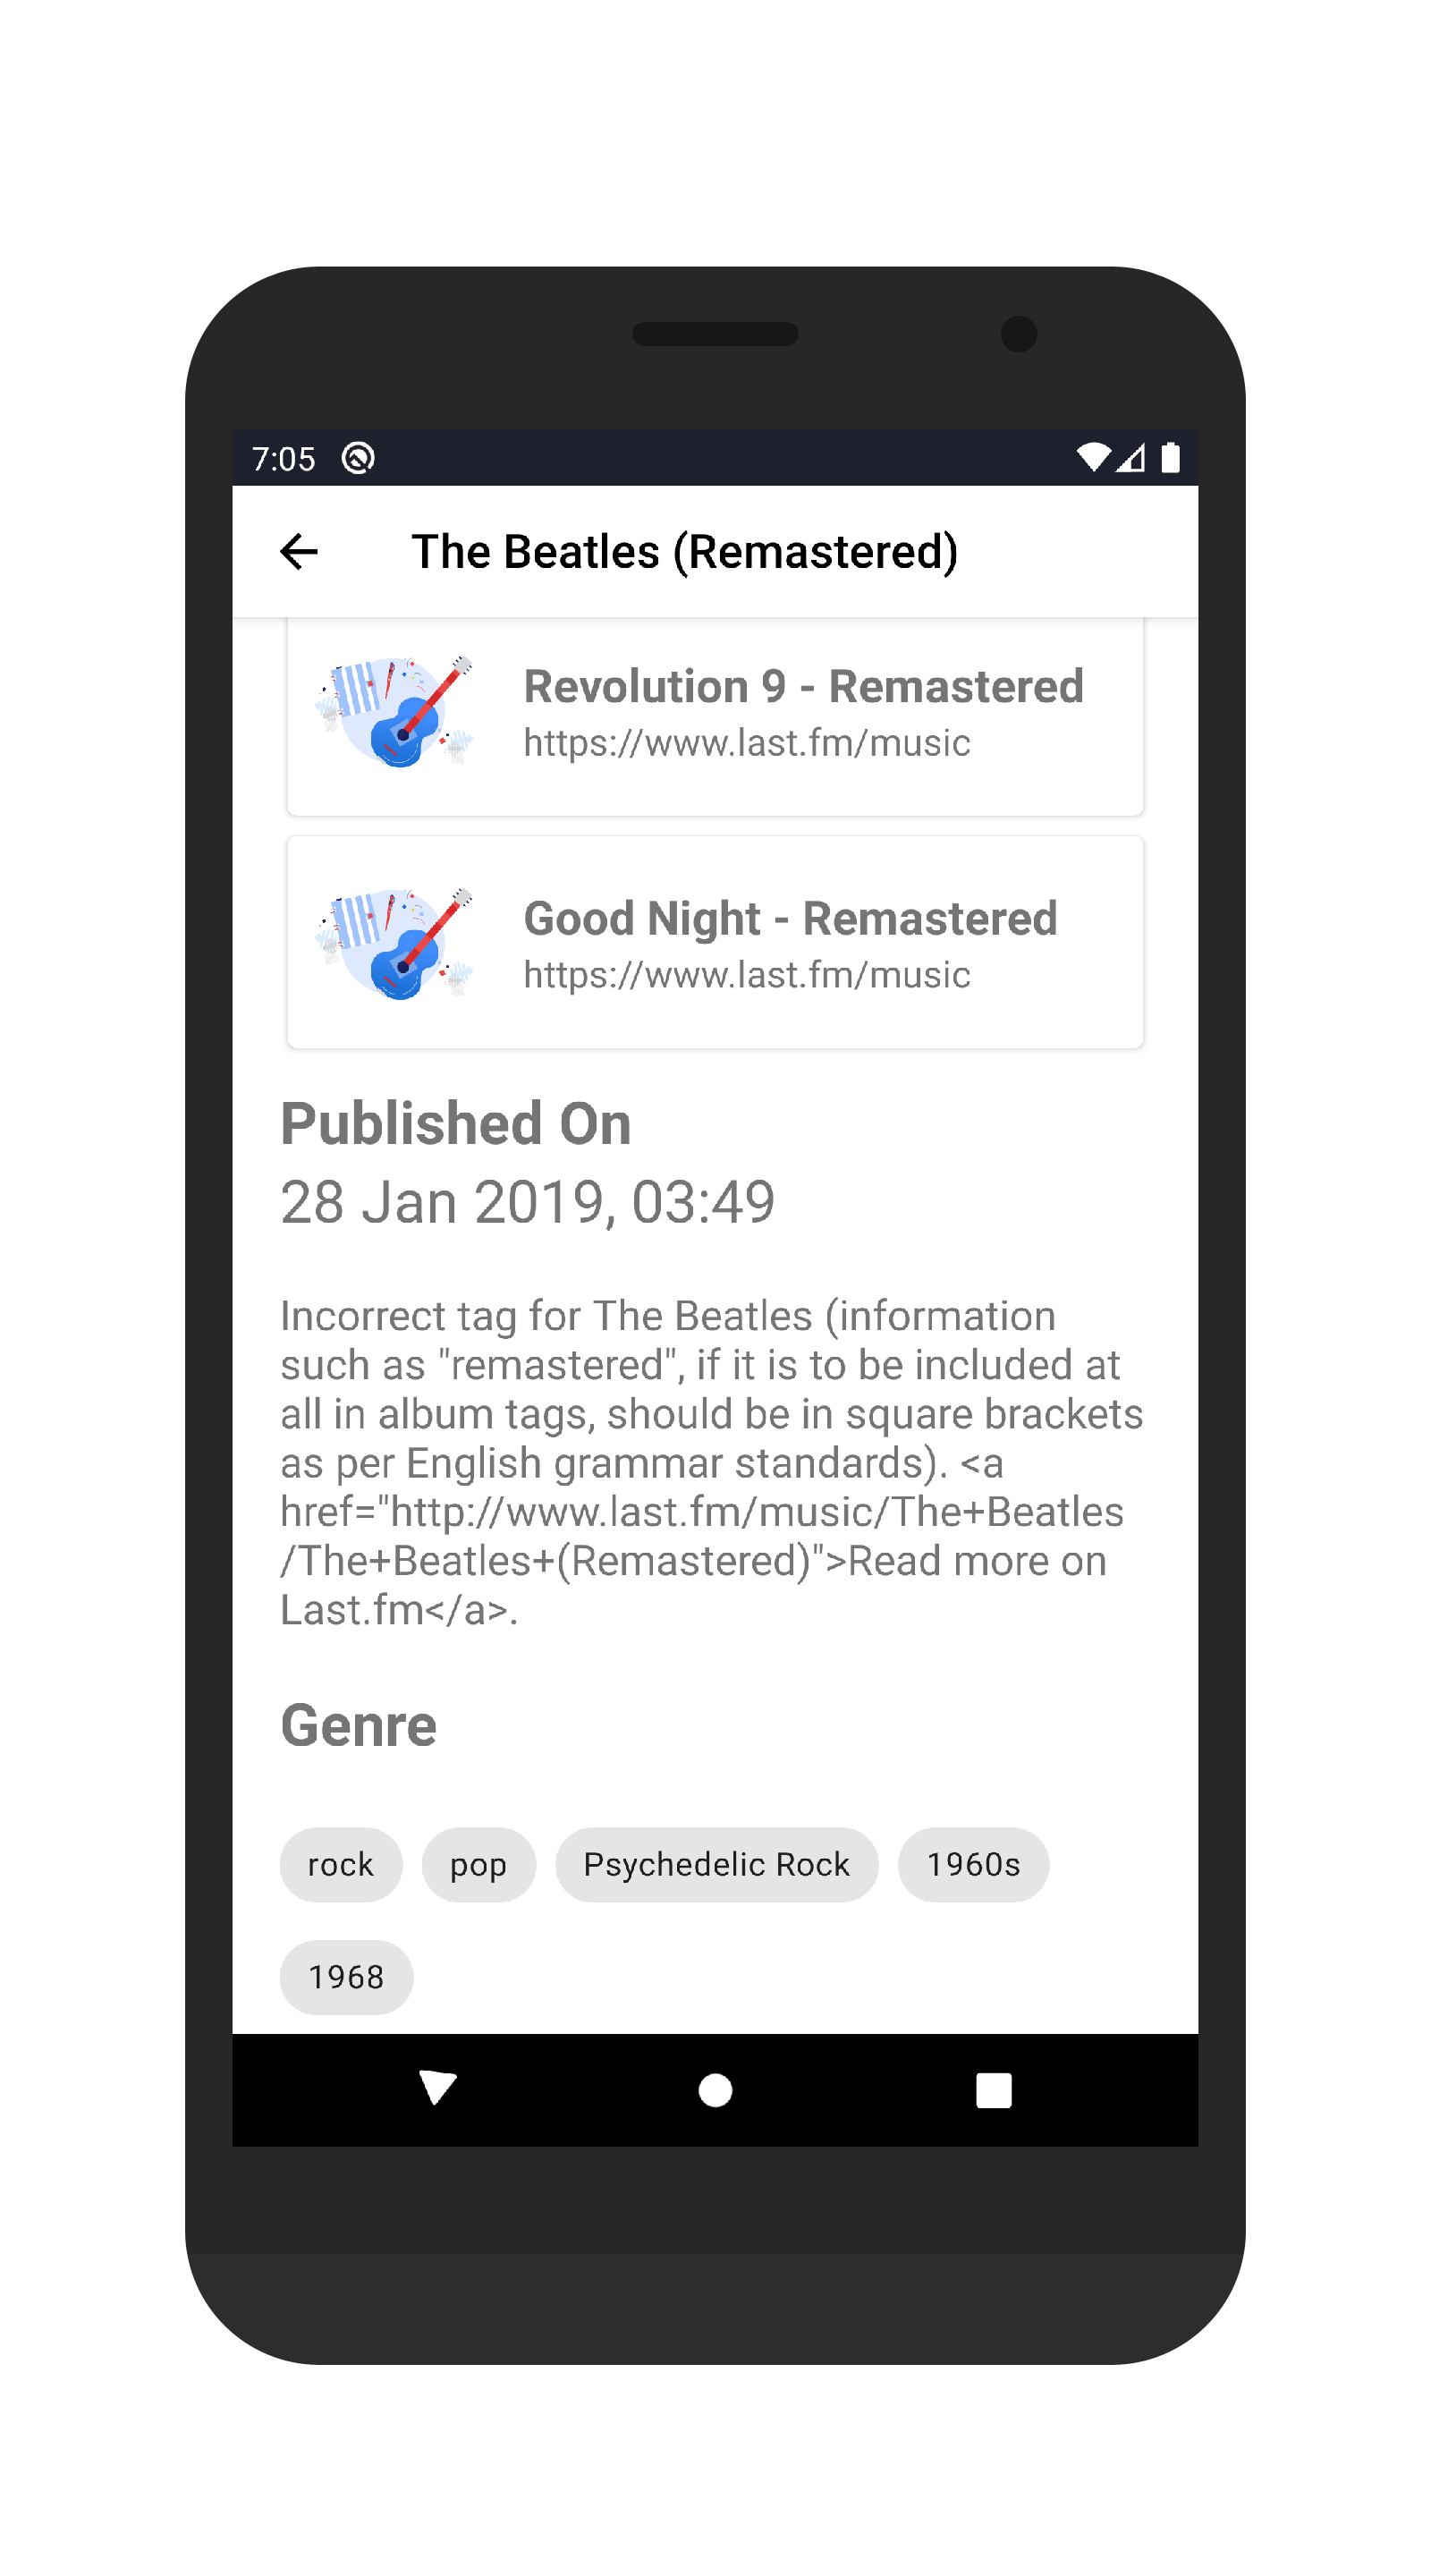 7:05
The Beatles (Remastered)
Revolution 9 - Remastered
https://www.last.fm/music
Good Night - Remastered
https://www.last.fm/music
Published On
28 Jan 2019, 03:49
Incorrect tag for The Beatles (information
such as "remastered", if it is to be included at
all in album tags, should be in square brackets
as per English grammar standards). <a
href="http://www.last.fm/music/The+Beatles
/The+Beatles+(Remastered)">Read more on
Last.fm</a>.
Genre
rock pop Psychedelic Rock 1960s
1968